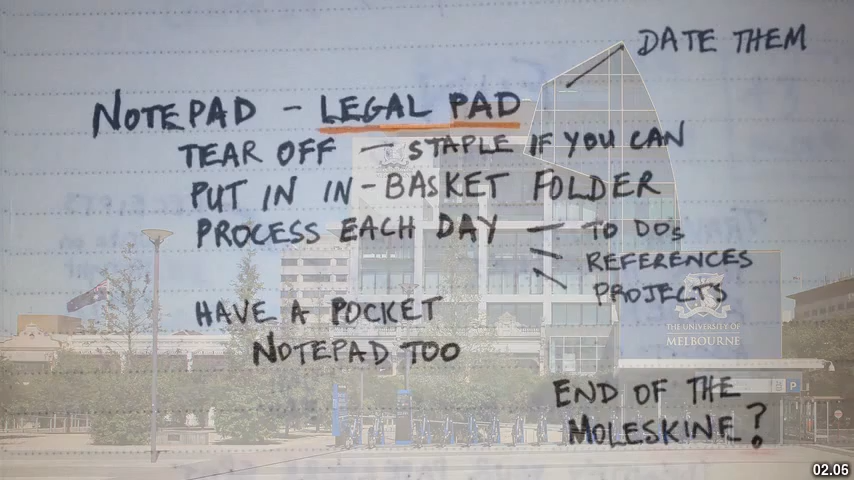 DATE THEM
NOTEPAD - LEGAL PAD
TEAR OFF - STAPLE IF YOU CAN
PUT IN IN-BASKET FOLDER
PROCESS EACH DAY - TO DOs
REFERENCES
PROJECTS
HAVE A POCKET
NOTEPAD TOO
THE UNIVERSITY OF
MELBOURNE
P
END OF THE
MOLESKINE?
02.06